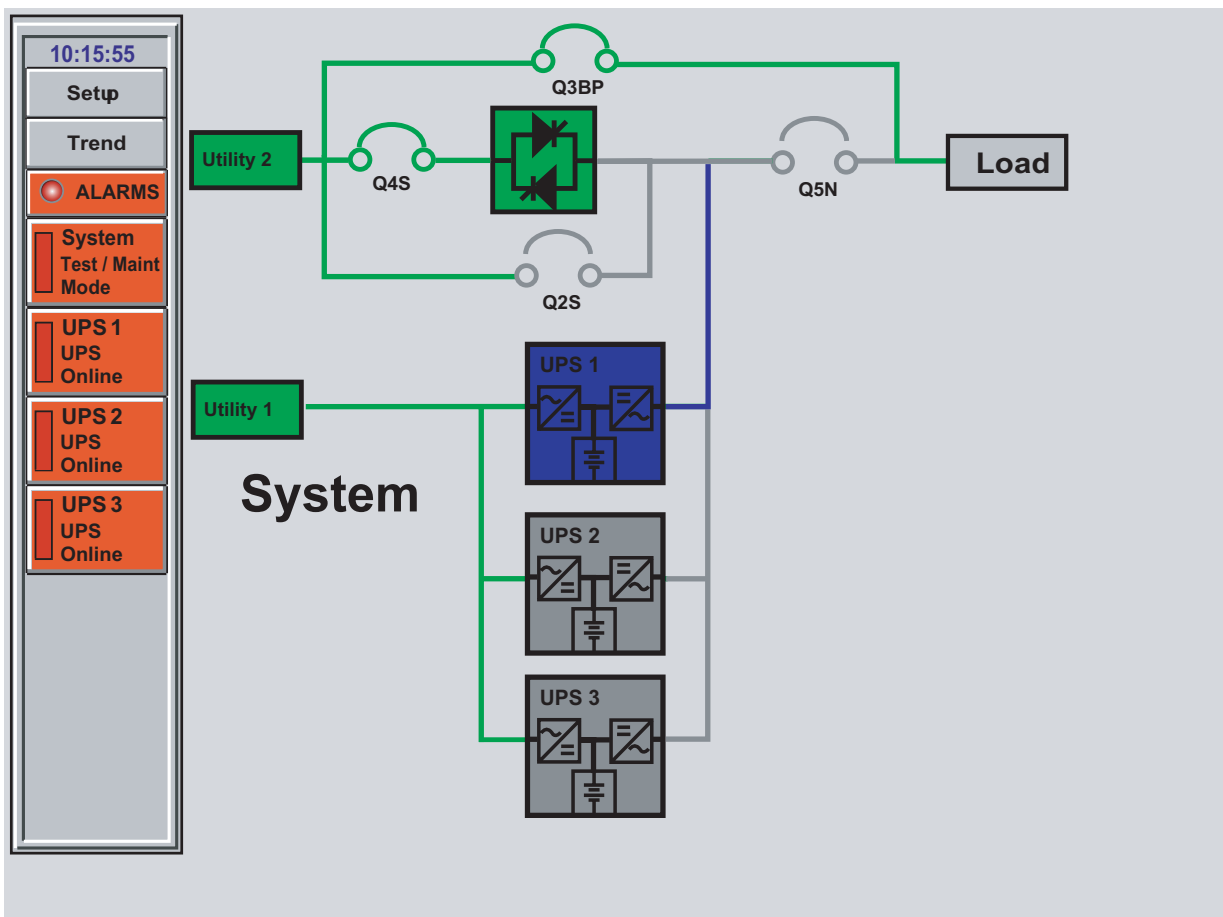 10:15:55
Setup
Trend
ALARMS
System
Test / Maint
Mode
UPS 1
UPS
Online
UPS 2
UPS
Online
UPS 3
UPS
Online
Q3BP
Utility 2
Q4S
Q5N
Load
Q2S
Utility 1
System
UPS 1
UPS 2
UPS 3